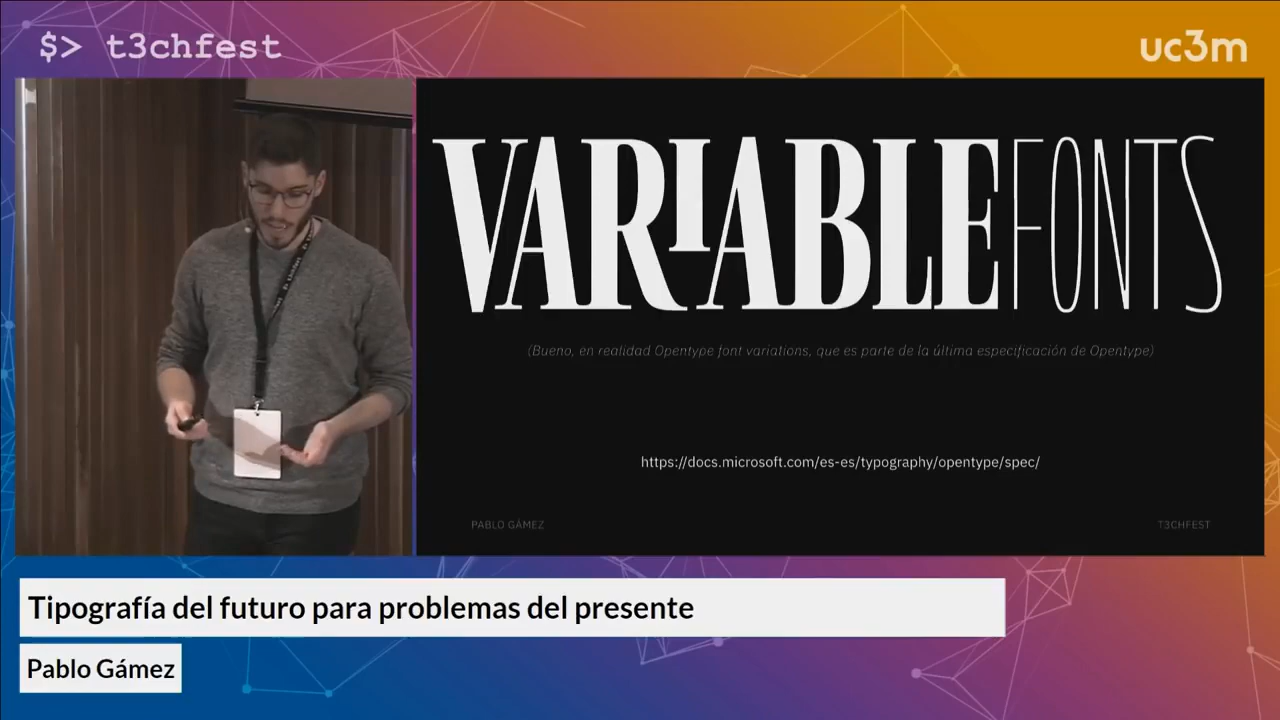 $> t3chfest
uc3m
VARIABLEFONTS
(Bueno, en realidad Opentype font variations, que es parte de la última especificación de Opentype)
https://docs.microsoft.com/es-es/typography/opentype/spec/
PABLO GÁMEZ
T3CHFEST
Tipografía del futuro para problemas del presente
Pablo Gámez